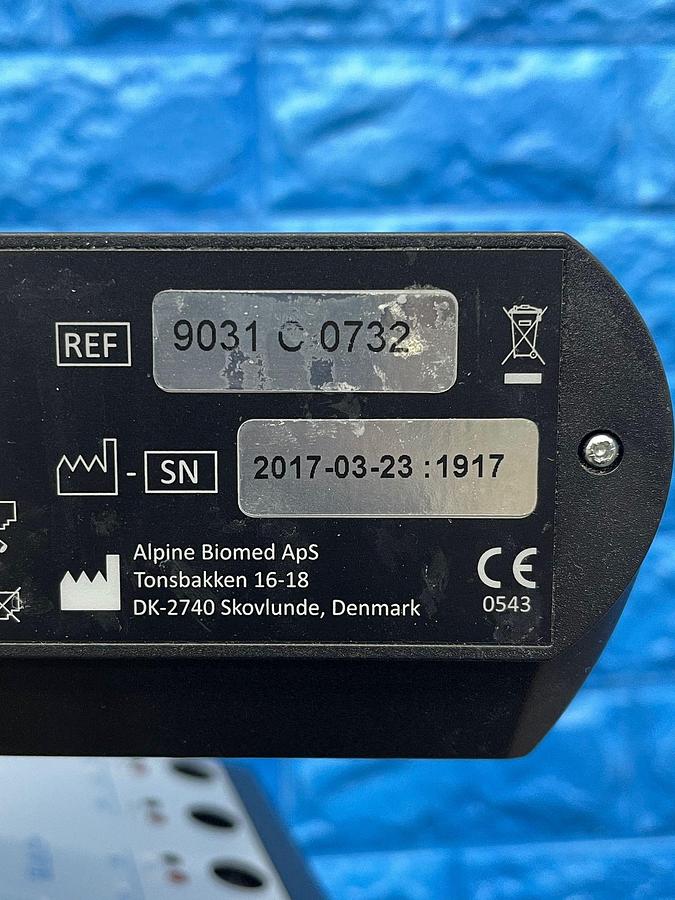 REF 9031 C 0732
- SN 2017-03-23 :1917
Alpine Biomed ApS
Tonsbakken 16-18
DK-2740 Skovlunde, Denmark
CE
0543